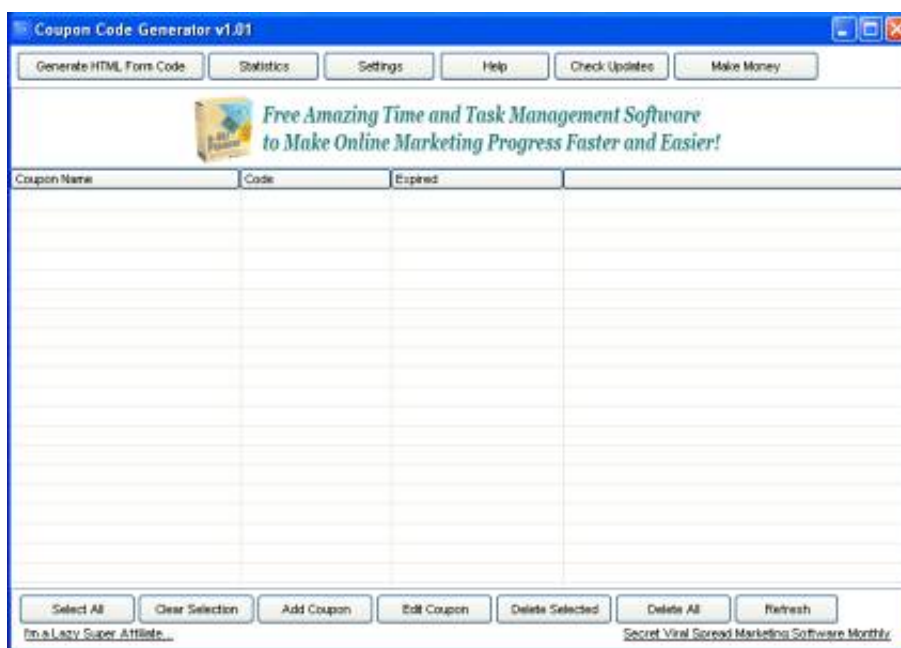 Coupon Code Generator v1.01
Generate HTML Form Code Statistics Settings Help Check Updates Make Money
Free Amazing Time and Task Management Software
to Make Online Marketing Progress Faster and Easier!
Coupon Name Code Expired
Select All Clear Selection Add Coupon Edit Coupon Delete Selected Delete All Refresh
I'm a Lazy Super Affiliate... Secret Viral Spread Marketing Software Monthly